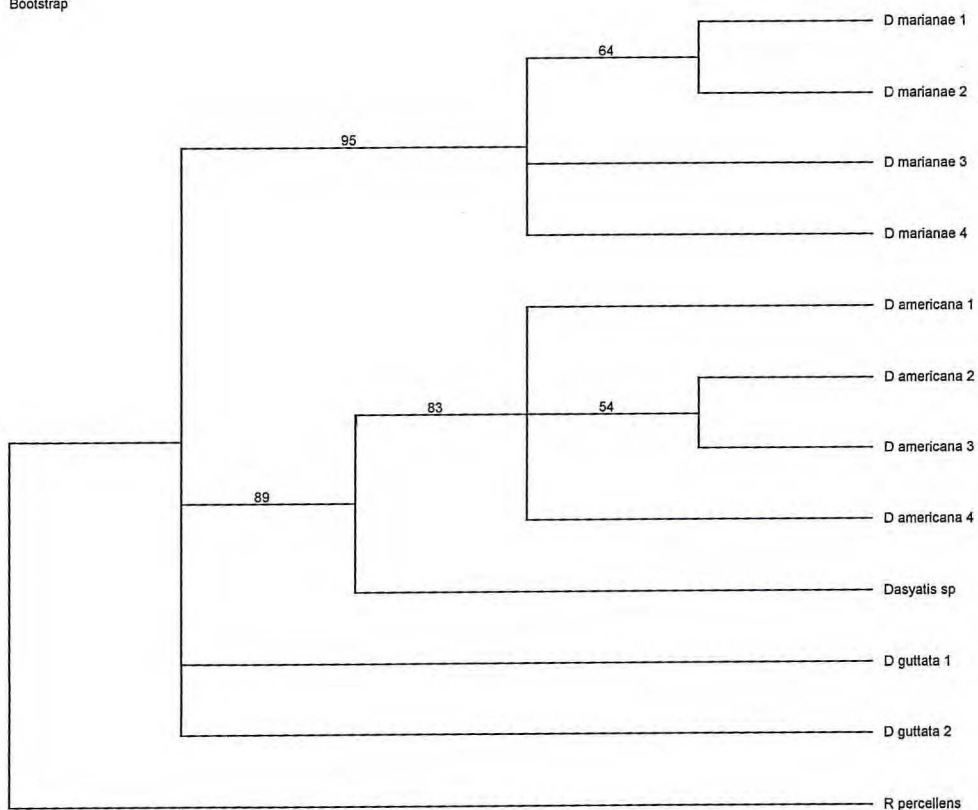 Bootstrap
D marianae 1
64
D marianae 2
95
D marianae 3
D marianae 4
D americana 1
D americana 2
83
54
D americana 3
89
D americana 4
Dasyatis sp
D guttata 1
D guttata 2
R percellens